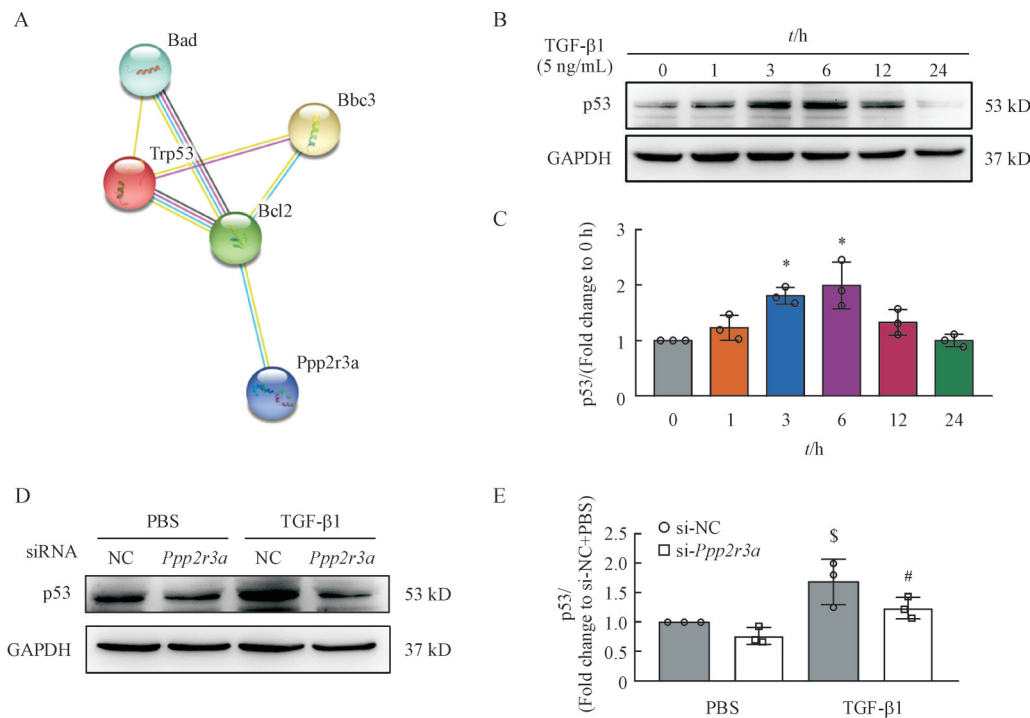 A
Bad
Bbc3
Trp53
Bcl2
Ppp2r3a
B
TGF-β1
(5 ng/mL)
t/h
0 1 3 6 12 24
p53 53 kD
GAPDH 37 kD
C
p53/(Fold change to 0 h)
3
2
1
0
* *
0 1 3 6 12 24
t/h
D
PBS TGF-β1
siRNA NC Ppp2r3a NC Ppp2r3a
p53 53 kD
GAPDH 37 kD
E
p53/
(Fold change to si-NC+PBS)
2.5
2.0
1.5
1.0
0.5
0
si-NC
si-Ppp2r3a
$
#
PBS TGF-β1